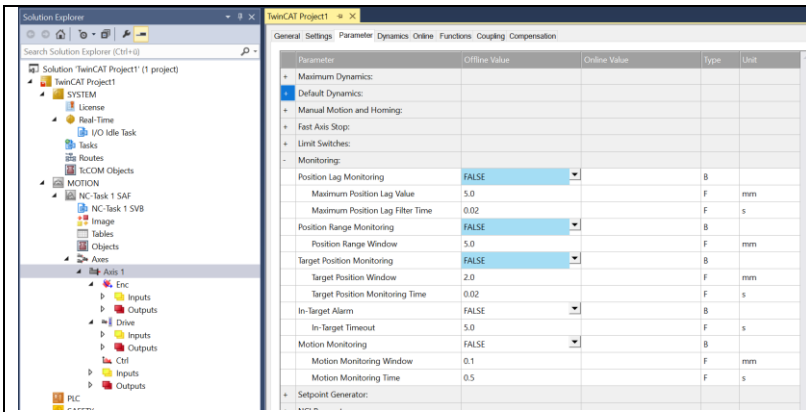 Solution Explorer
TwinCAT Project1
Search Solution Explorer (Ctrl+ü)
General Settings Parameter Dynamics Online Functions Coupling Compensation
Solution 'TwinCAT Project1' (1 project)
TwinCAT Project1
SYSTEM
License
Real-Time
I/O Idle Task
Tasks
Routes
TcCOM Objects
MOTION
NC-Task 1 SAF
NC-Task 1 SVB
Image
Tables
Objects
Axes
Axis 1
Enc
Inputs
Outputs
Drive
Inputs
Outputs
Ctrl
Inputs
Outputs
PLC
SAFETY
Parameter Offline Value Online Value Type Unit
+ Maximum Dynamics:
+ Default Dynamics:
+ Manual Motion and Homing:
+ Fast Axis Stop:
+ Limit Switches:
- Monitoring:
Position Lag Monitoring FALSE B
Maximum Position Lag Value 5.0 F mm
Maximum Position Lag Filter Time 0.02 F s
Position Range Monitoring FALSE B
Position Range Window 5.0 F mm
Target Position Monitoring FALSE B
Target Position Window 2.0 F mm
Target Position Monitoring Time 0.02 F s
In-Target Alarm FALSE B
In-Target Timeout 5.0 F s
Motion Monitoring FALSE B
Motion Monitoring Window 0.1 F mm
Motion Monitoring Time 0.5 F s
+ Setpoint Generator: